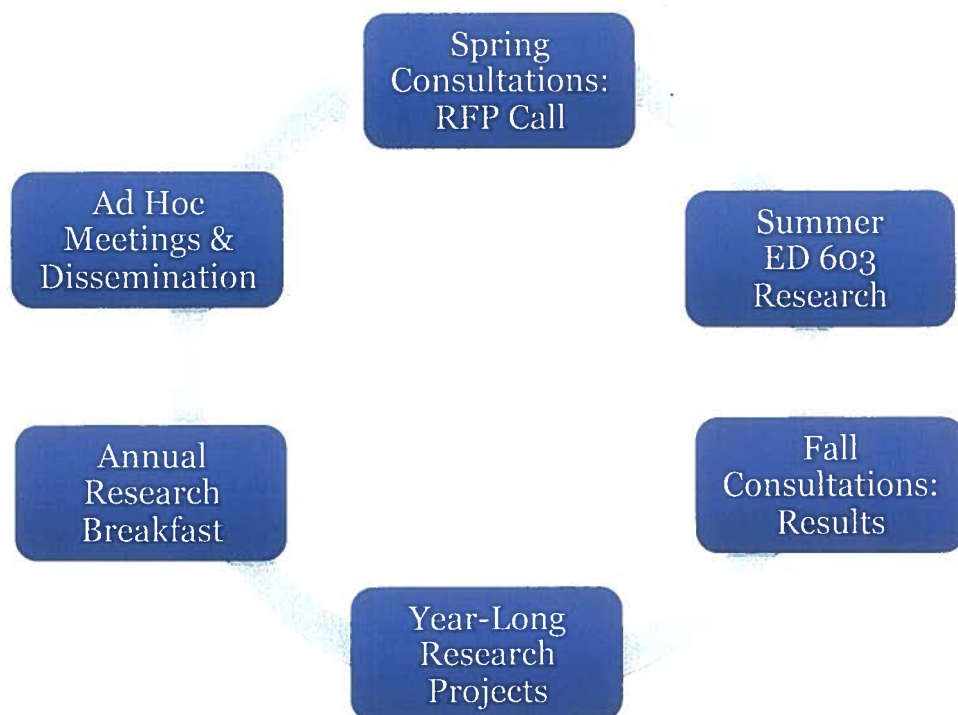 Spring
Consultations:
RFP Call
Summer
ED 603
Research
Fall
Consultations:
Results
Year-Long
Research
Projects
Annual
Research
Breakfast
Ad Hoc
Meetings &
Dissemination